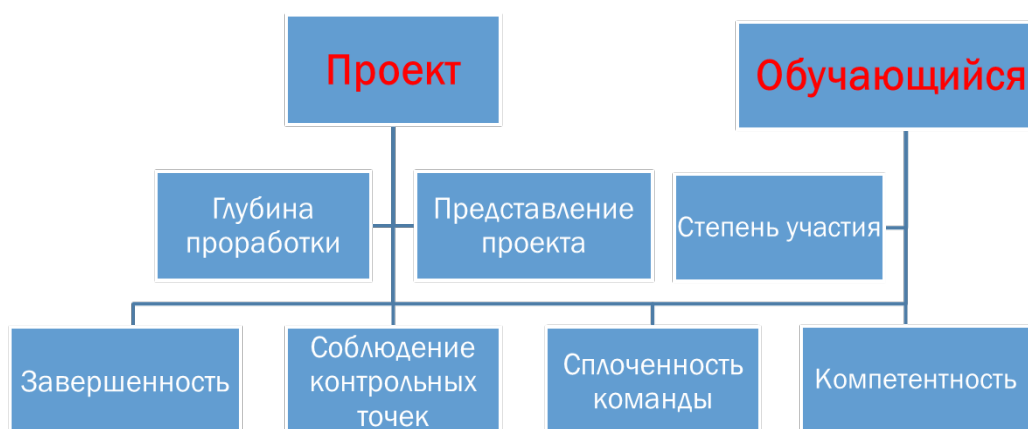 Проект
Обучающийся
Глубина
проработки
Представление
проекта
Степень участия
Завершенность
Соблюдение
контрольных
точек
Сплоченность
команды
Компетентность